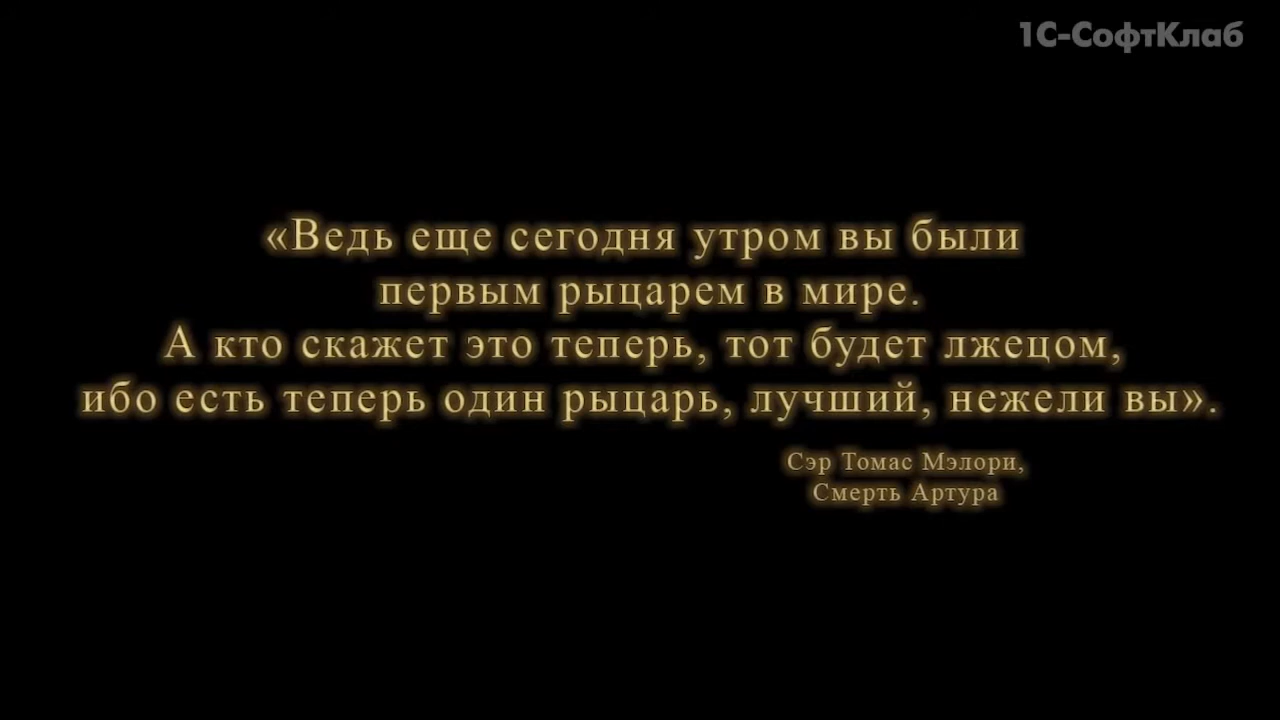 1С-СофтКлаб
«Ведь еще сегодня утром вы были
первым рыцарем в мире.
А кто скажет это теперь, тот будет лжецом,
ибо есть теперь один рыцарь, лучший, нежели вы».
Сэр Томас Мэлори,
Смерть Артура